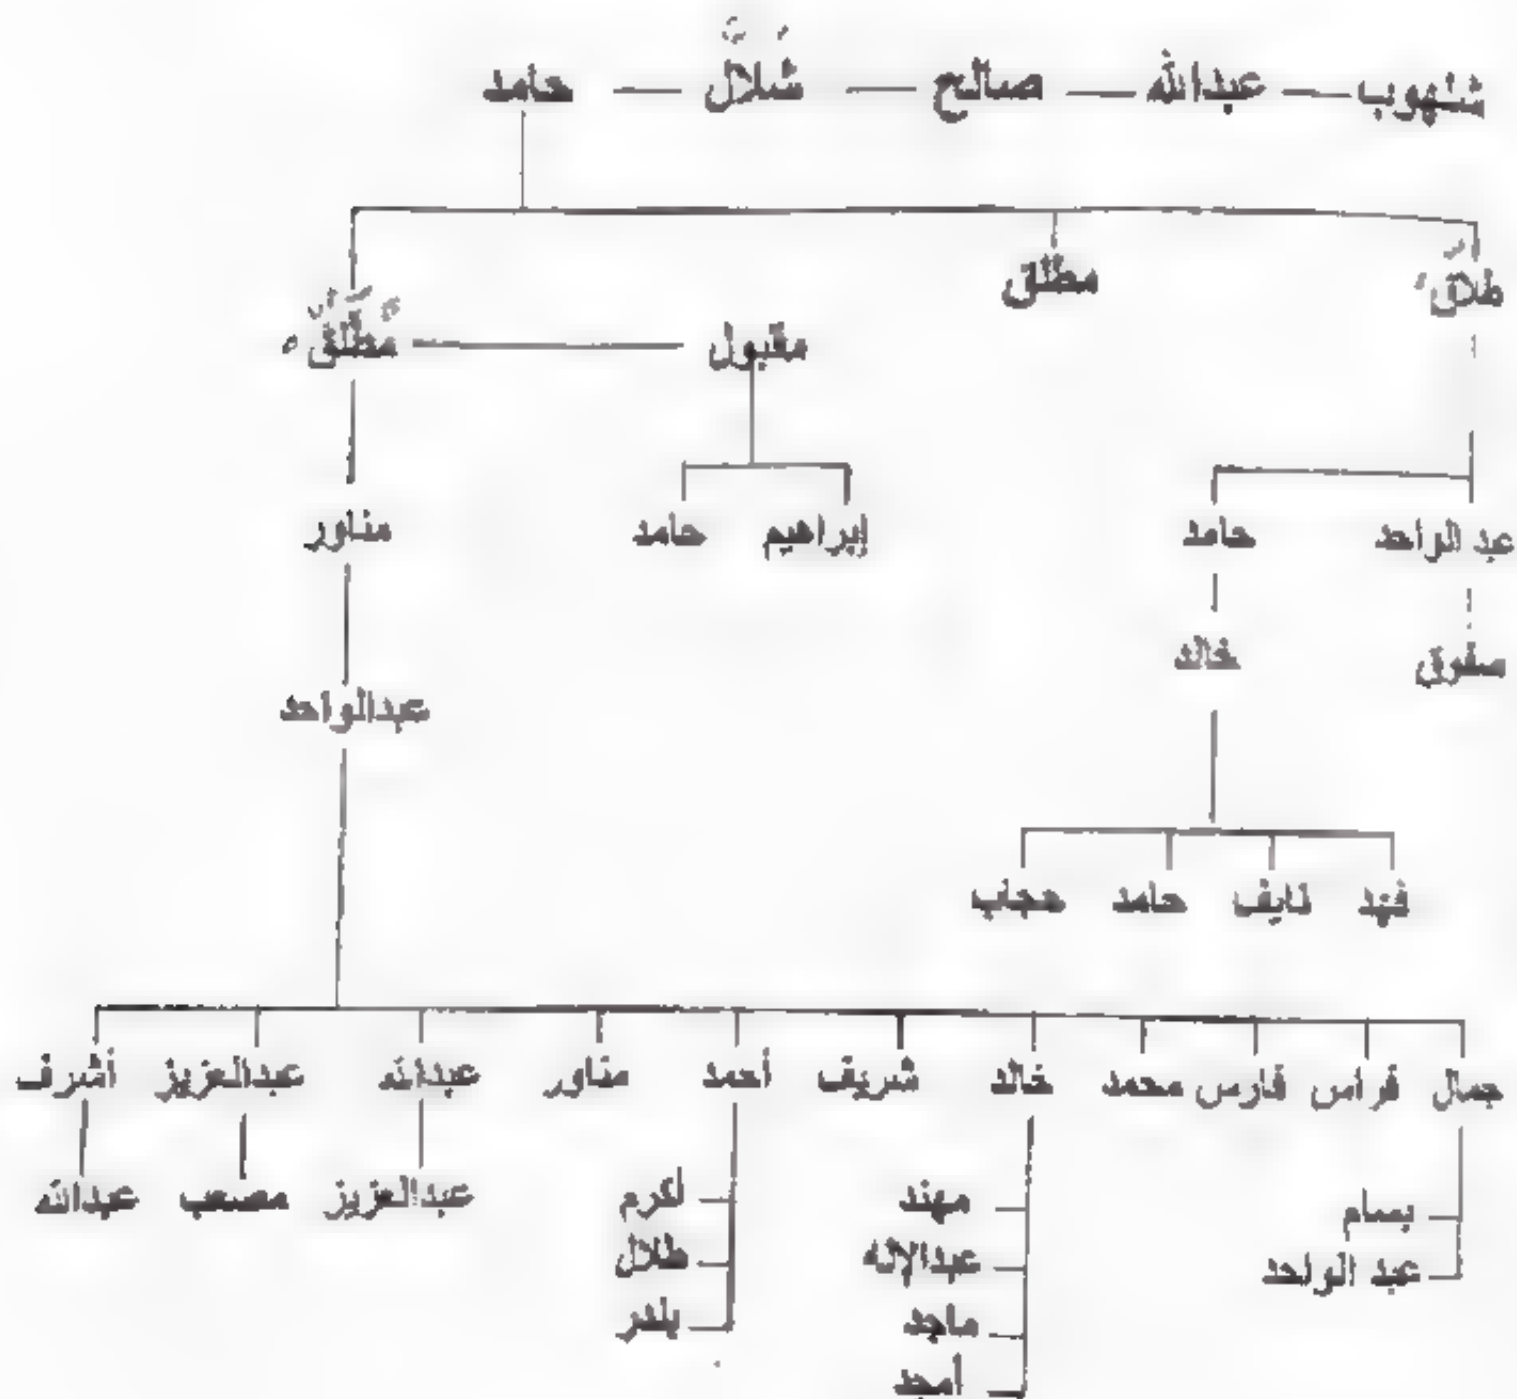 شلهوب — عبدالله — صالح — شلال — حامد
طلاق
مطلق
مطلق
مقبول
عبد الواحد
حامد
إبراهيم
حامد
مناور
خالد
عبدالواحد
فهد
نايف
حامد
حجاب
جمال
فراس
فارس
محمد
خالد
شريف
أحمد
مناور
عبدالله
عبدالعزيز
أشرف
بسام
عبد الواحد
مهند
عبدالإله
ماجد
أمجد
أكرم
طلال
بندر
عبدالعزيز
مصعب
عبدالله